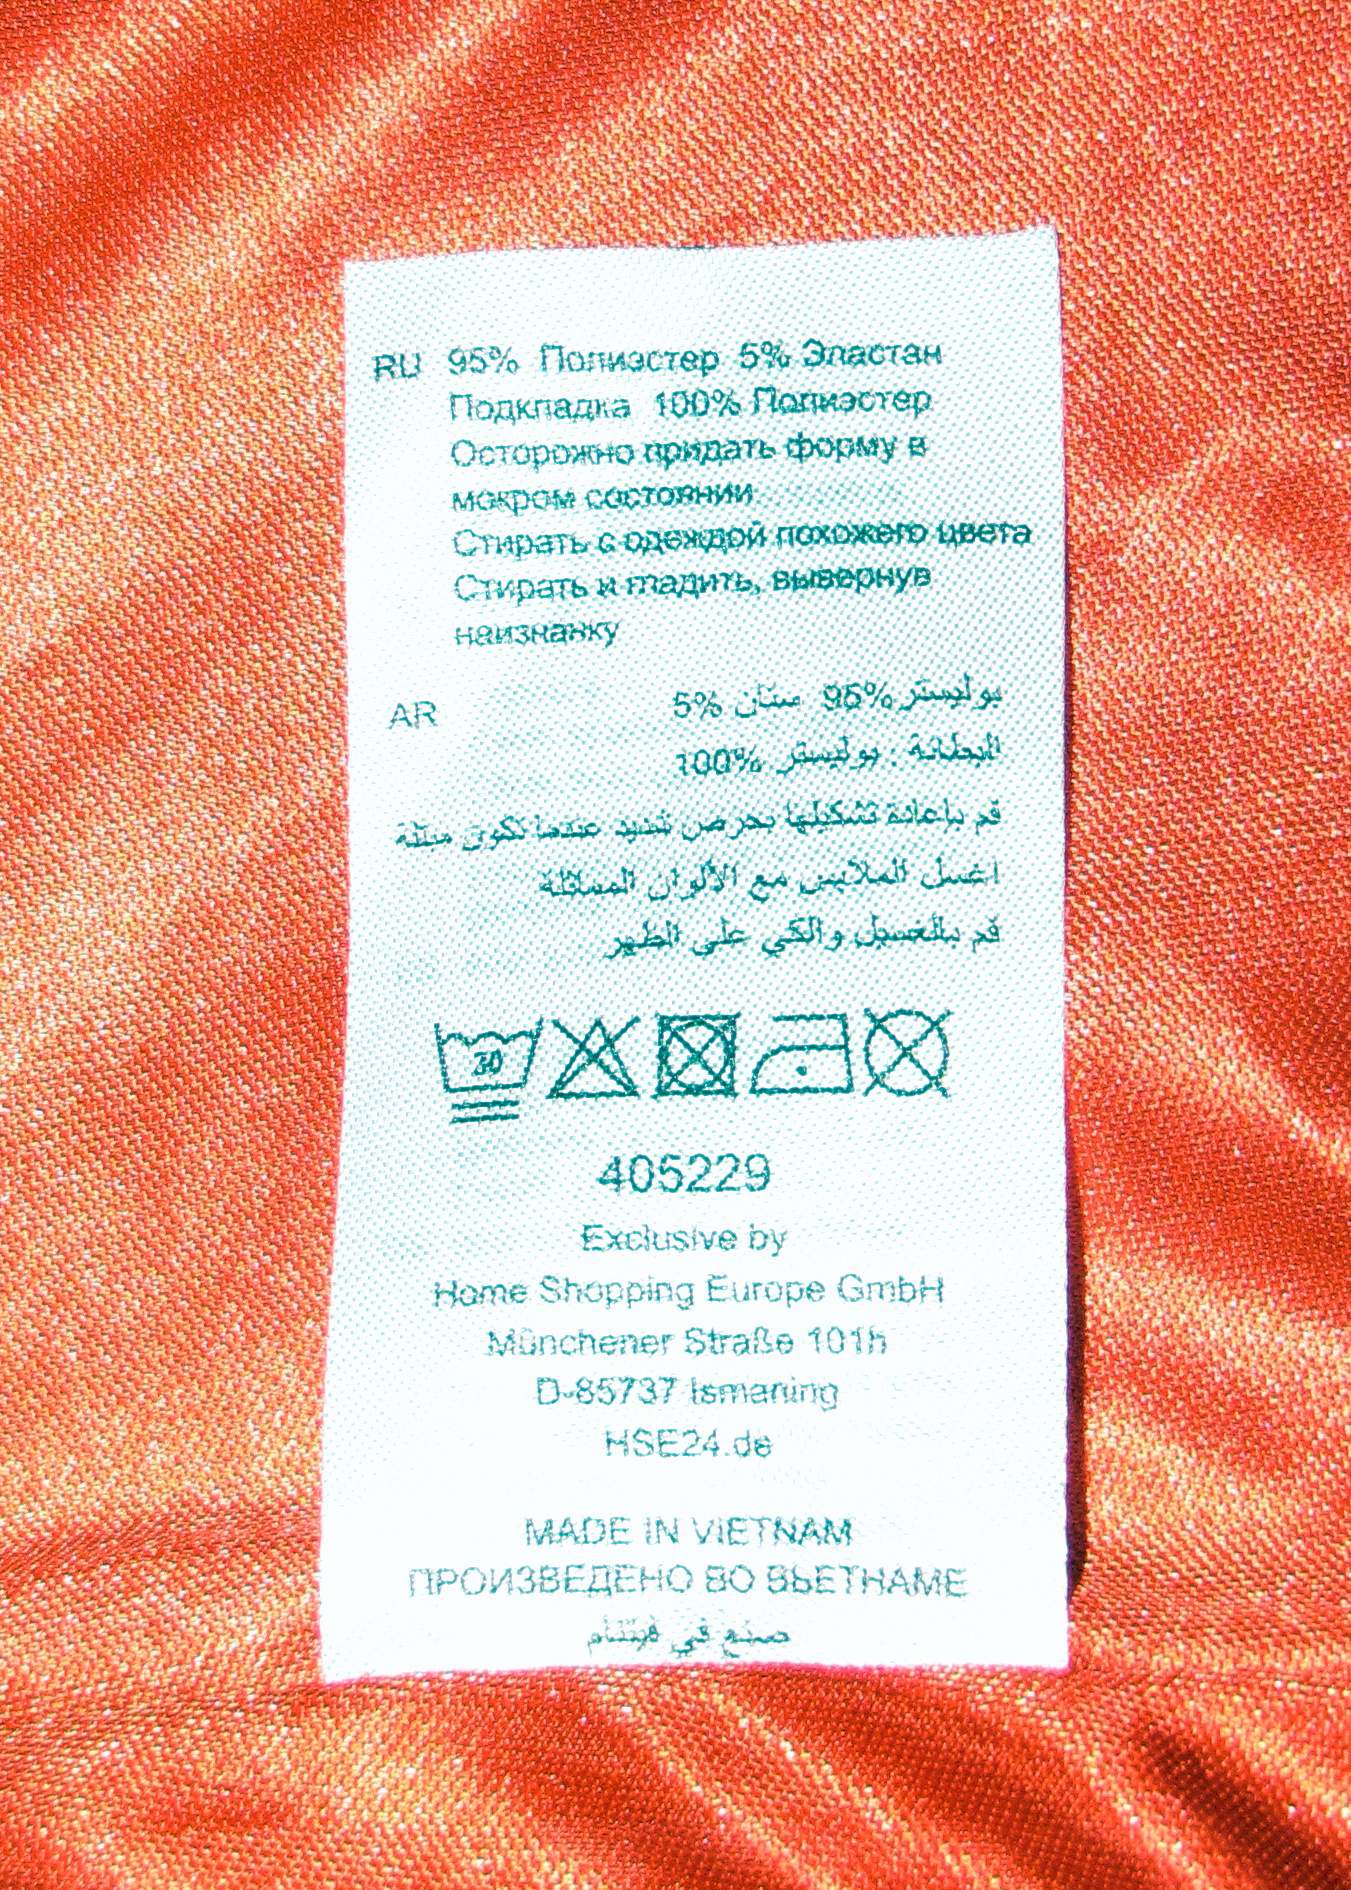 RU 95% Полиэстер 5% Эластан
Подкладка 100% Полиэстер
Осторожно придать форму в
мокром состоянии
Стирать с одеждой похожего цвета
Стирать и гладить, вывернув
наизнанку
AR بوليستر 95% سبتان 5%
البطانة : بوليستر 100%
قم بإعادة تشكيلها بحرص شديد عندما تكون مبتلة
اغسل الملابس مع الألوان المماثلة
قم بالغسيل والكي على الظهر
30
405229
Exclusive by
Home Shopping Europe GmbH
Münchener Straße 101h
D-85737 Ismaning
HSE24.de
MADE IN VIETNAM
ПРОИЗВЕДЕНО ВО ВЬЕТНАМЕ
صنع في فيتنام